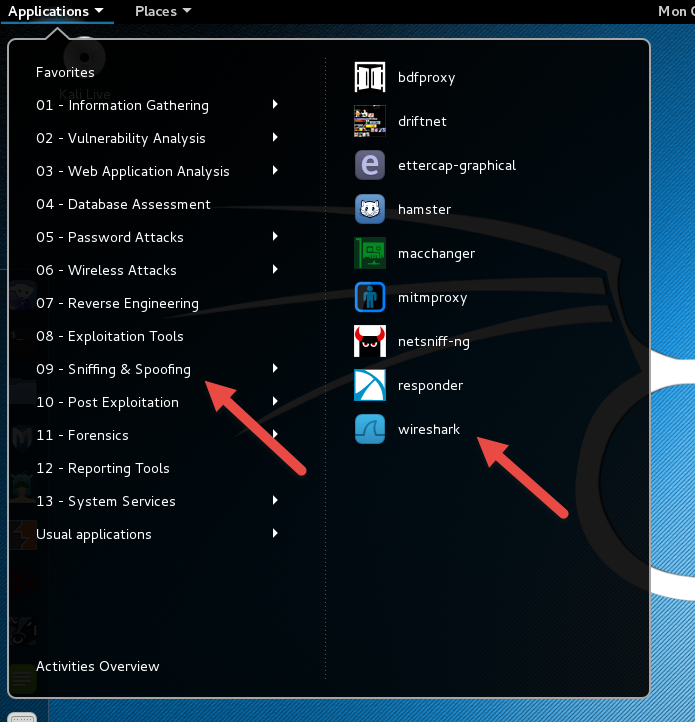 Applications Places Mon
Kali Live
Favorites
01 - Information Gathering
02 - Vulnerability Analysis
03 - Web Application Analysis
04 - Database Assessment
05 - Password Attacks
06 - Wireless Attacks
07 - Reverse Engineering
08 - Exploitation Tools
09 - Sniffing & Spoofing
10 - Post Exploitation
11 - Forensics
12 - Reporting Tools
13 - System Services
Usual applications
Activities Overview
bdfproxy
driftnet
ettercap-graphical
hamster
macchanger
mitmproxy
netsniff-ng
responder
wireshark